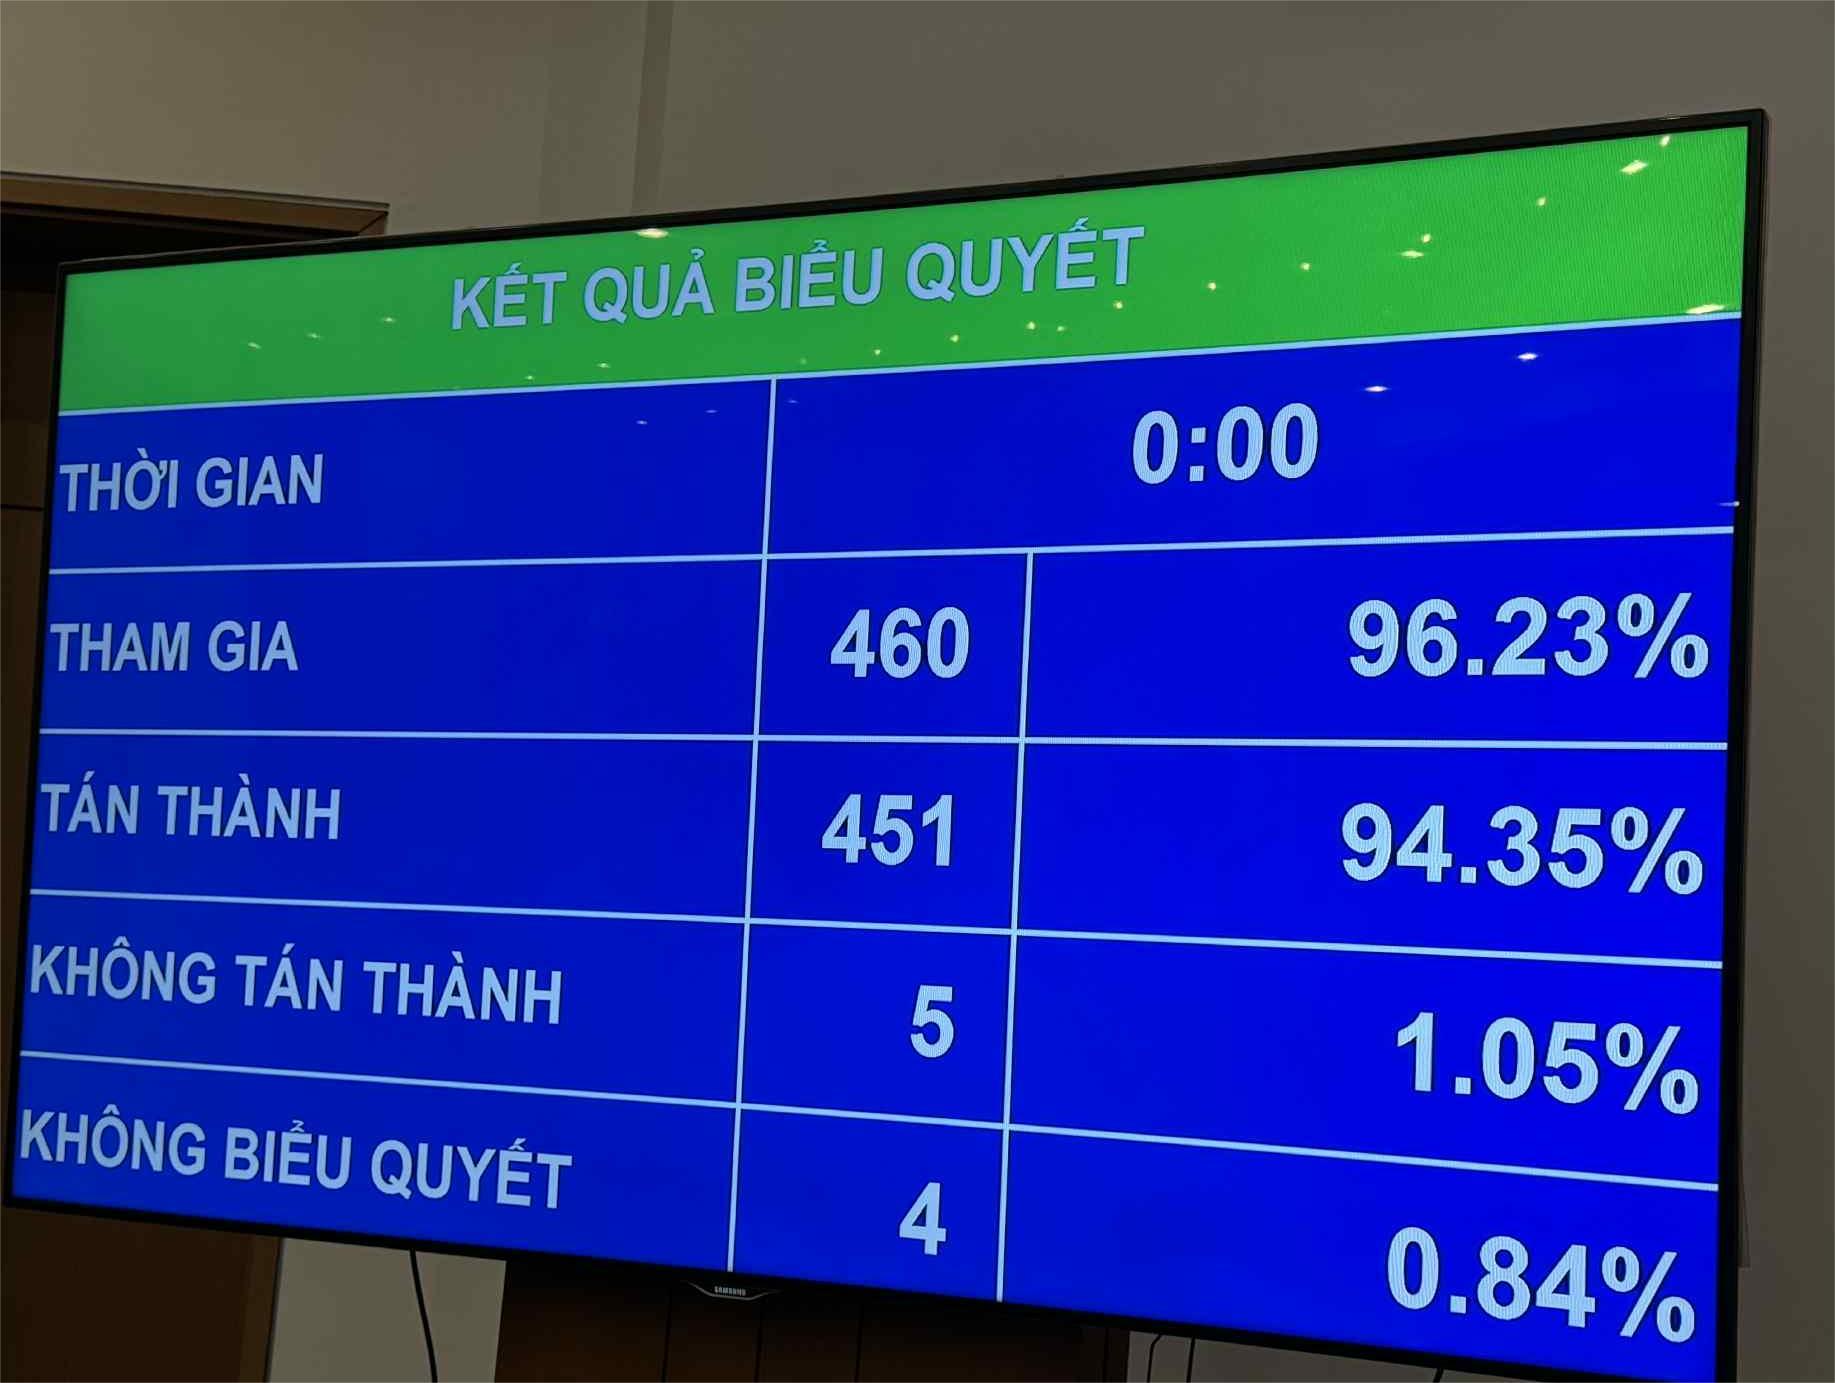 KẾT QUẢ BIỂU QUYẾT
THỜI GIAN 0:00
THAM GIA 460 96.23%
TÁN THÀNH 451 94.35%
KHÔNG TÁN THÀNH 5 1.05%
KHÔNG BIỂU QUYẾT 4 0.84%
SAMSUNG